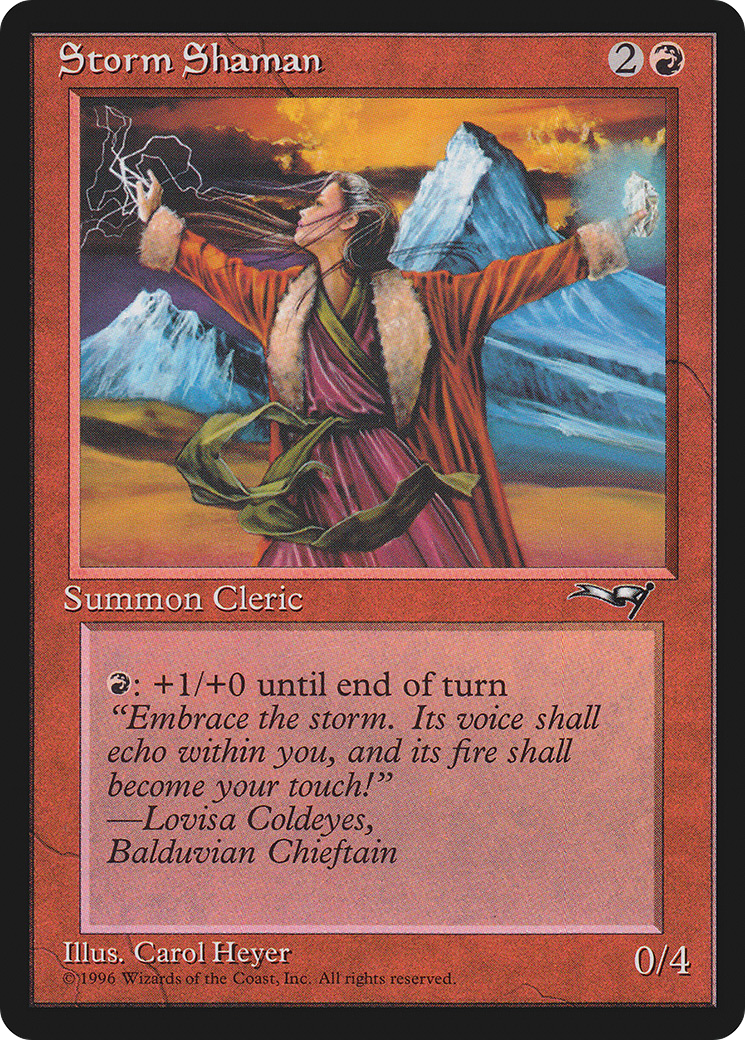 Storm Shaman
2
Summon Cleric
: +1/+0 until end of turn
“Embrace the storm. Its voice shall
echo within you, and its fire shall
become your touch!”
—Lovisa Coldeyes,
Balduvian Chieftain
Illus. Carol Heyer
©1996 Wizards of the Coast, Inc. All rights reserved.
0/4